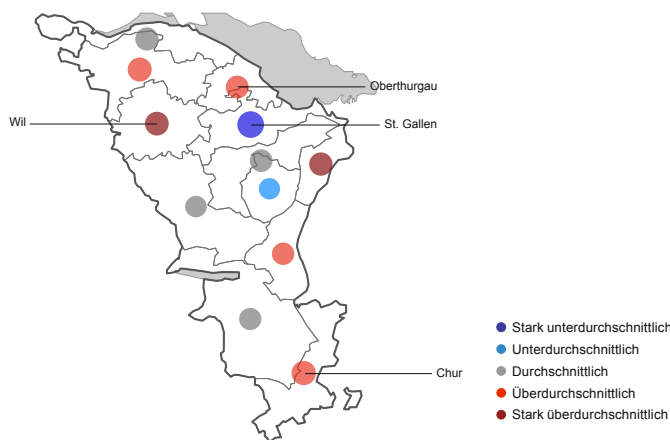 Oberthurgau
Wil
St. Gallen
Chur
Stark unterdurchschnittlich
Unterdurchschnittlich
Durchschnittlich
Überdurchschnittlich
Stark überdurchschnittlich